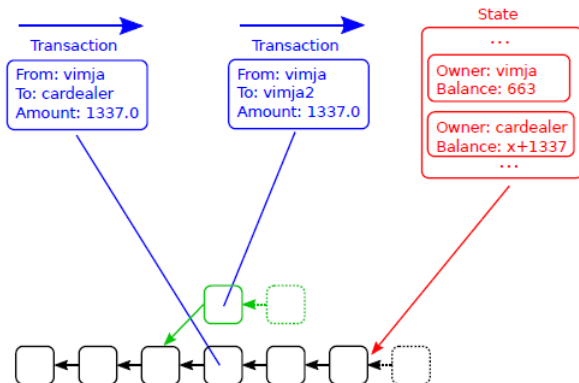 Transaction
From: vimja
To: cardealer
Amount: 1337.0
Transaction
From: vimja
To: vimja2
Amount: 1337.0
State
...
Owner: vimja
Balance: 663
Owner: cardealer
Balance: x+1337
...